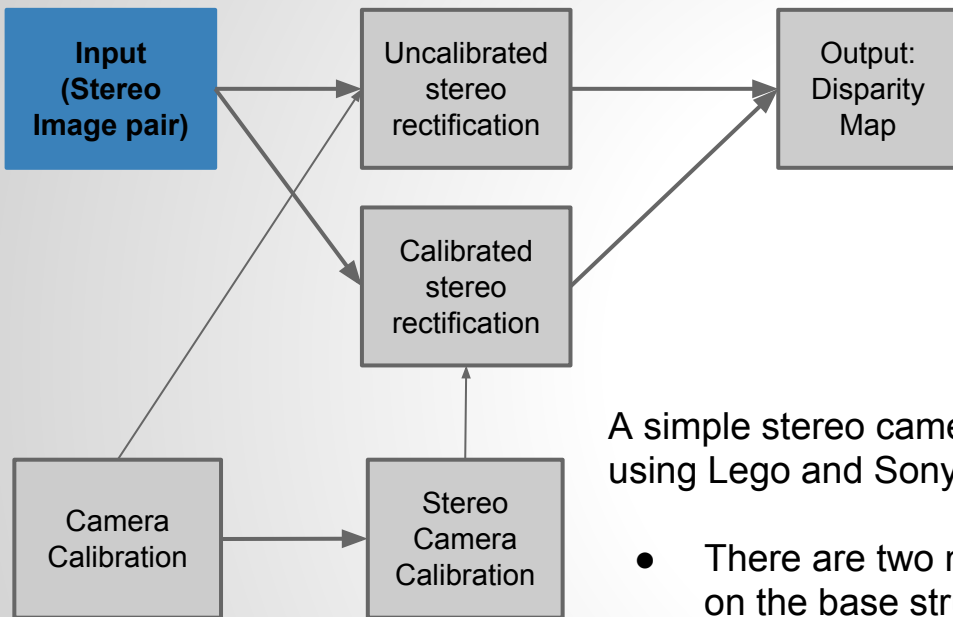 Input
(Stereo
Image pair)
Uncalibrated
stereo
rectification
Output:
Disparity
Map
Calibrated
stereo
rectification
Camera
Calibration
Stereo
Camera
Calibration
A simple stereo came
using Lego and Sony
● There are two
on the base str